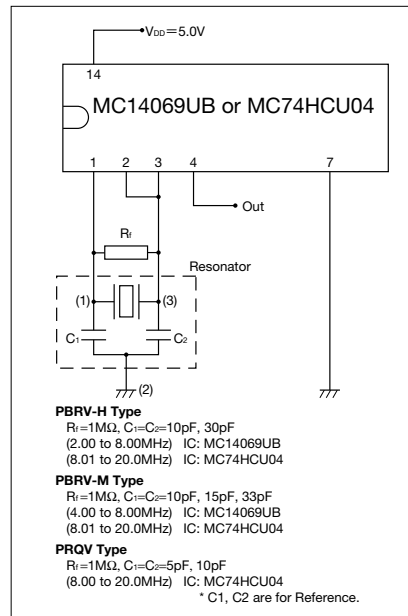 VDD=5.0V
14
MC14069UB or MC74HCU04
1 2 3 4 7
Out
Rf
Resonator
(1) (3)
C1 C2
(2)
PBRV-H Type
Rf=1MΩ, C1=C2=10pF, 30pF
(2.00 to 8.00MHz) IC: MC14069UB
(8.01 to 20.0MHz) IC: MC74HCU04
PBRV-M Type
Rf=1MΩ, C1=C2=10pF, 15pF, 33pF
(4.00 to 8.00MHz) IC: MC14069UB
(8.01 to 20.0MHz) IC: MC74HCU04
PRQV Type
Rf=1MΩ, C1=C2=5pF, 10pF
(8.00 to 20.0MHz) IC: MC74HCU04
* C1, C2 are for Reference.